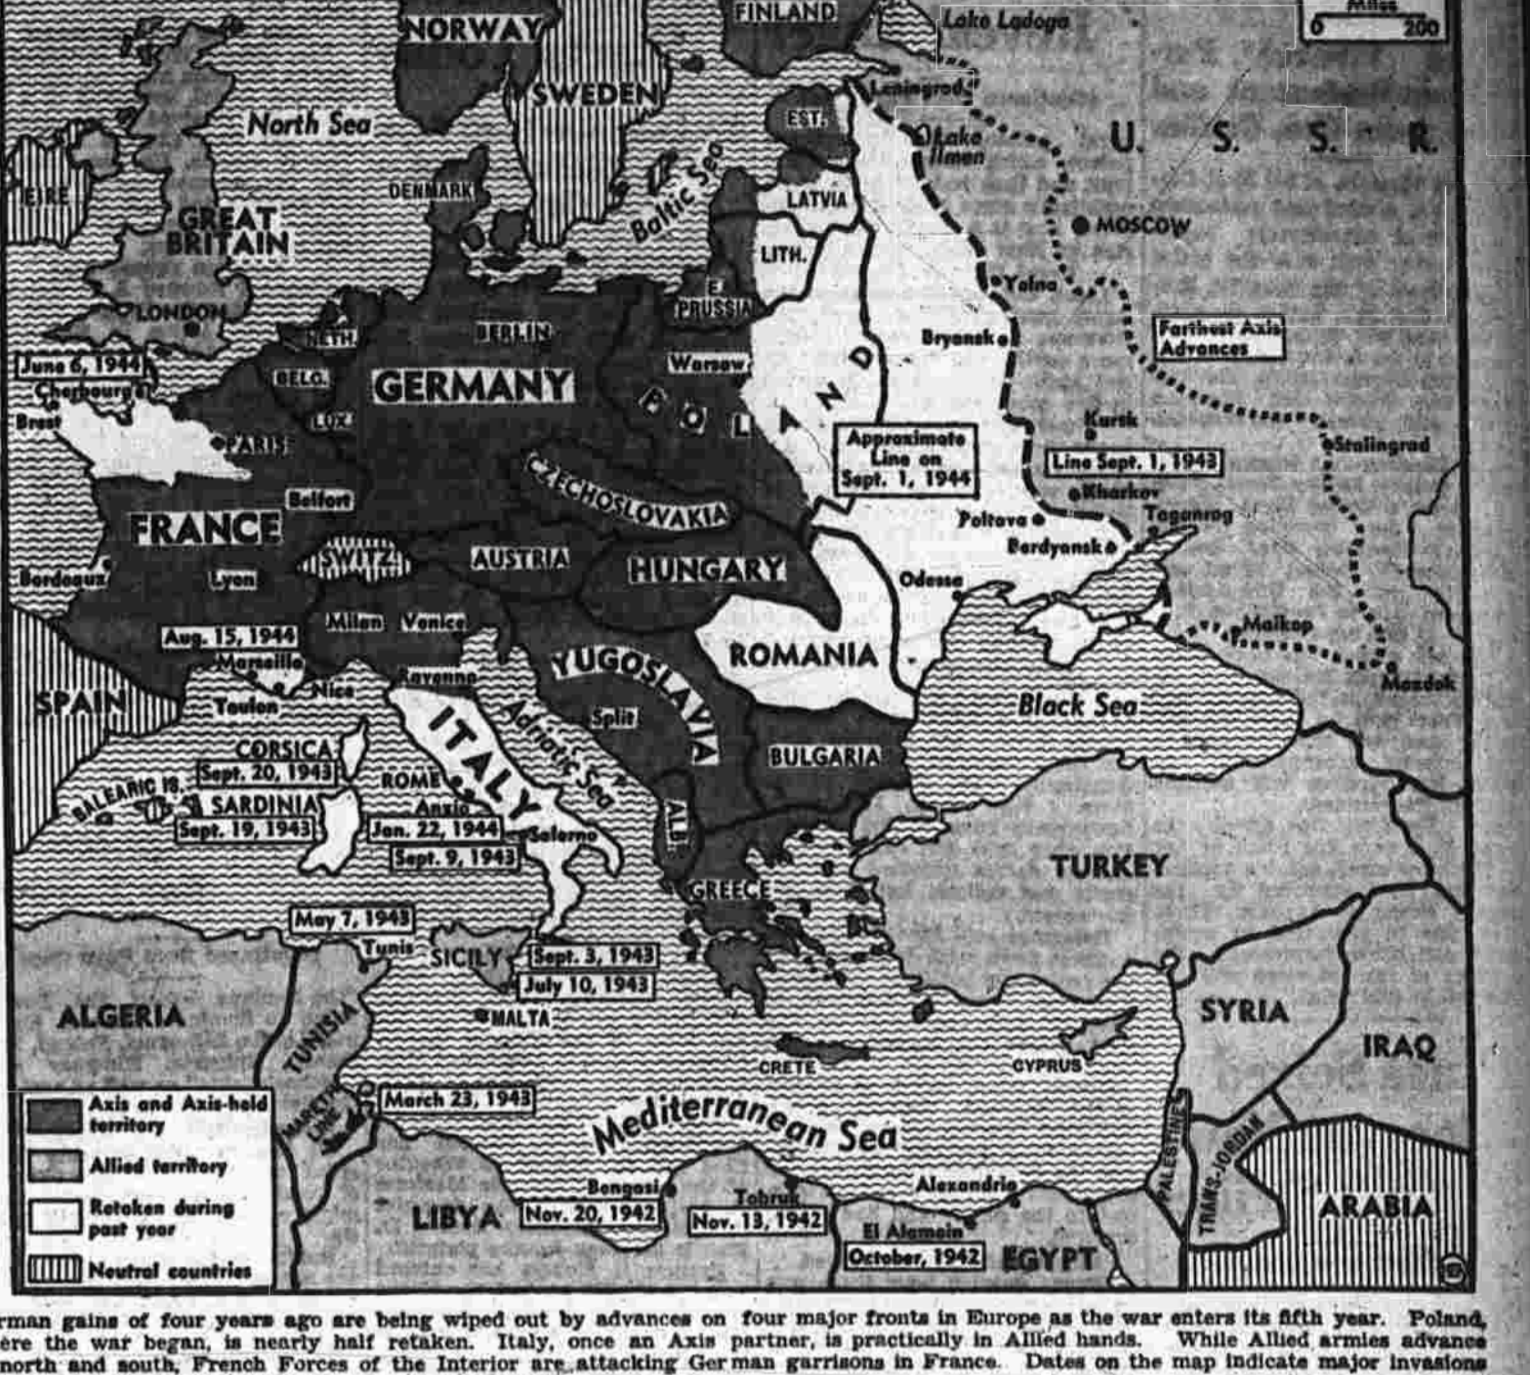 Miles
0 200
FINLAND
Lake Ladoga
NORWAY
SWEDEN
Leningrad
North Sea
EST.
Lake
Ilmen
U. S. S. R.
EIRE
DENMARK
Baltic Sea
LATVIA
GREAT
BRITAIN
MOSCOW
LITH.
LONDON
E.
PRUSSIA
Yelna
NETH.
BERLIN
Bryansk
Farthest Axis
Advances
June 6, 1944
Cherbourg
BELG.
GERMANY
Warsaw
POLAND
Brest
LUX.
PARIS
Kursk
Approximate
Line on
Sept. 1, 1944
Line Sept. 1, 1943
Stalingrad
CZECHOSLOVAKIA
Belfort
Kharkov
FRANCE
Poltava
Taganrog
SWITZ.
AUSTRIA
HUNGARY
Berdyansk
Bordeaux
Lyon
Odessa
Milan
Venice
Aug. 15, 1944
Maikop
Marseille
ROMANIA
YUGOSLAVIA
Ravenna
Nice
Mozdok
SPAIN
Toulon
Black Sea
ITALY
Adriatic Sea
Split
CORSICA
Sept. 20, 1943
ROME
BULGARIA
BALEARIC IS.
SARDINIA
Sept. 19, 1943
Anzio
Jan. 22, 1944
Salerno
Sept. 9, 1943
ALB.
TURKEY
GREECE
May 7, 1943
Tunis
SICILY
Sept. 3, 1943
July 10, 1943
ALGERIA
TUNISIA
MALTA
SYRIA
IRAQ
CRETE
CYPRUS
MARETH
LINE
March 23, 1943
Mediterranean Sea
PALESTINE
TRANS-JORDAN
Axis and Axis-held
territory
Allied territory
Retaken during
past year
Neutral countries
Bengasi
Nov. 20, 1942
Tobruk
Nov. 13, 1942
Alexandria
LIBYA
El Alamein
October, 1942
EGYPT
ARABIA
rman gains of four years ago are being wiped out by advances on four major fronts in Europe as the war enters its fifth year. Poland,
ere the war began, is nearly half retaken. Italy, once an Axis partner, is practically in Allied hands. While Allied armies advance
north and south, French Forces of the Interior are attacking German garrisons in France. Dates on the map indicate major invasions